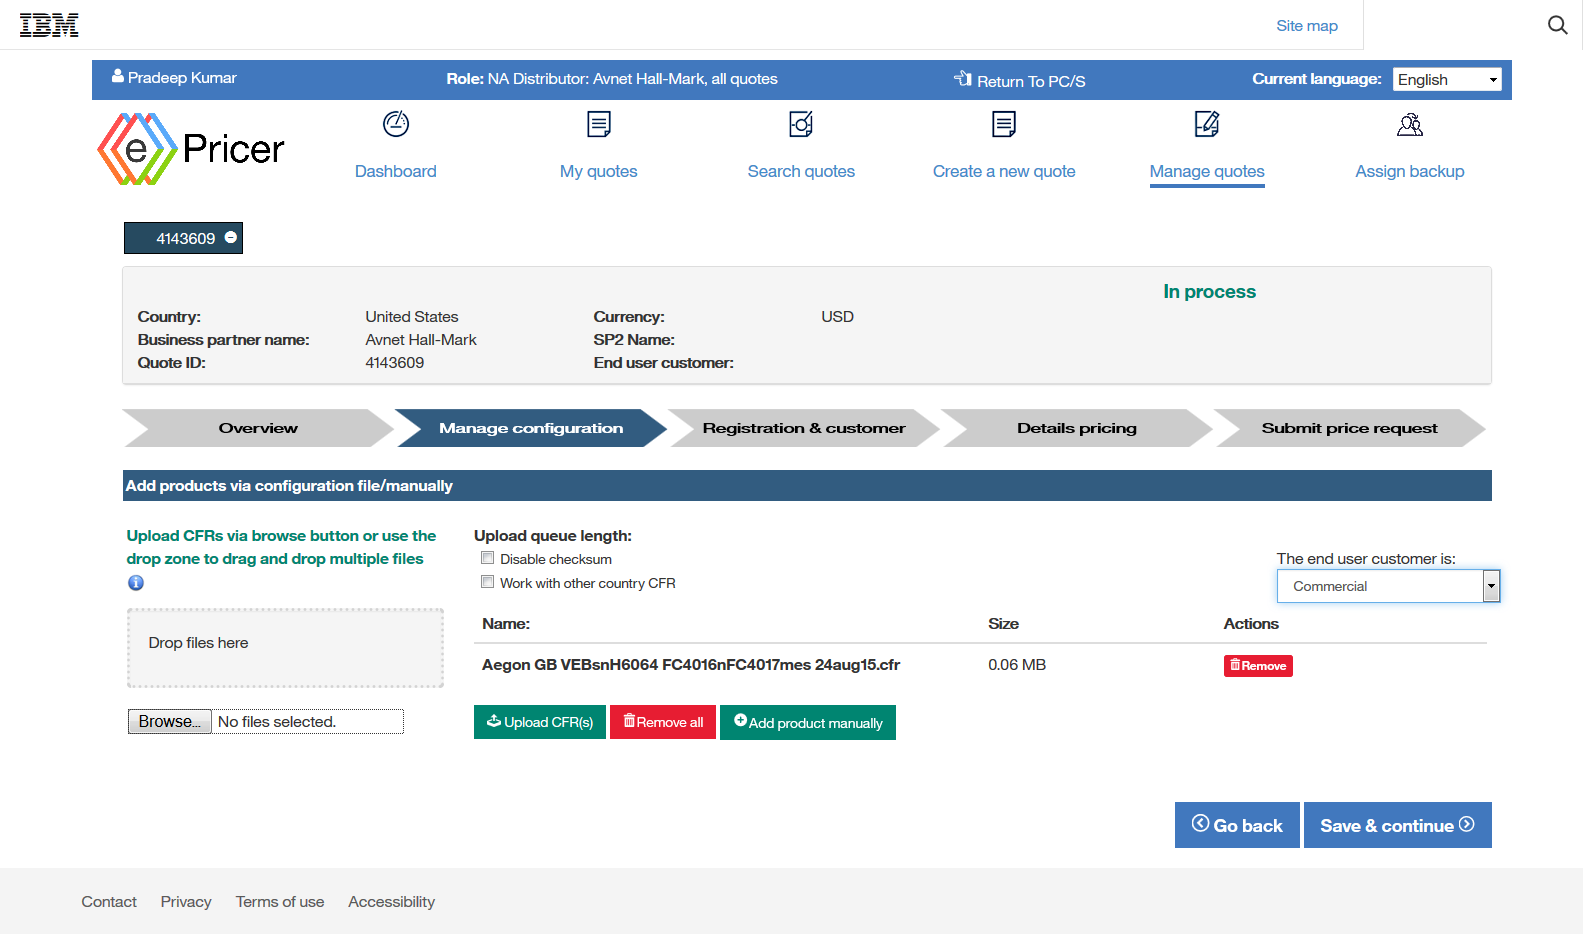 IBM
Site map
Pradeep Kumar
Role: NA Distributor: Avnet Hall-Mark, all quotes
Return To PC/S
Current language:
English
e Pricer
Dashboard
My quotes
Search quotes
Create a new quote
Manage quotes
Assign backup
4143609
In process
Country: United States Currency: USD
Business partner name: Avnet Hall-Mark SP2 Name:
Quote ID: 4143609 End user customer:
Overview
Manage configuration
Registration & customer
Details pricing
Submit price request
Add products via configuration file/manually
Upload CFRs via browse button or use the
drop zone to drag and drop multiple files
Drop files here
Browse... No files selected.
Upload queue length:
Disable checksum
Work with other country CFR
The end user customer is:
Commercial
Name: Size Actions
Aegon GB VEBsnH6064 FC4016nFC4017mes 24aug15.cfr 0.06 MB Remove
Upload CFR(s)
Remove all
Add product manually
Go back
Save & continue
Contact
Privacy
Terms of use
Accessibility